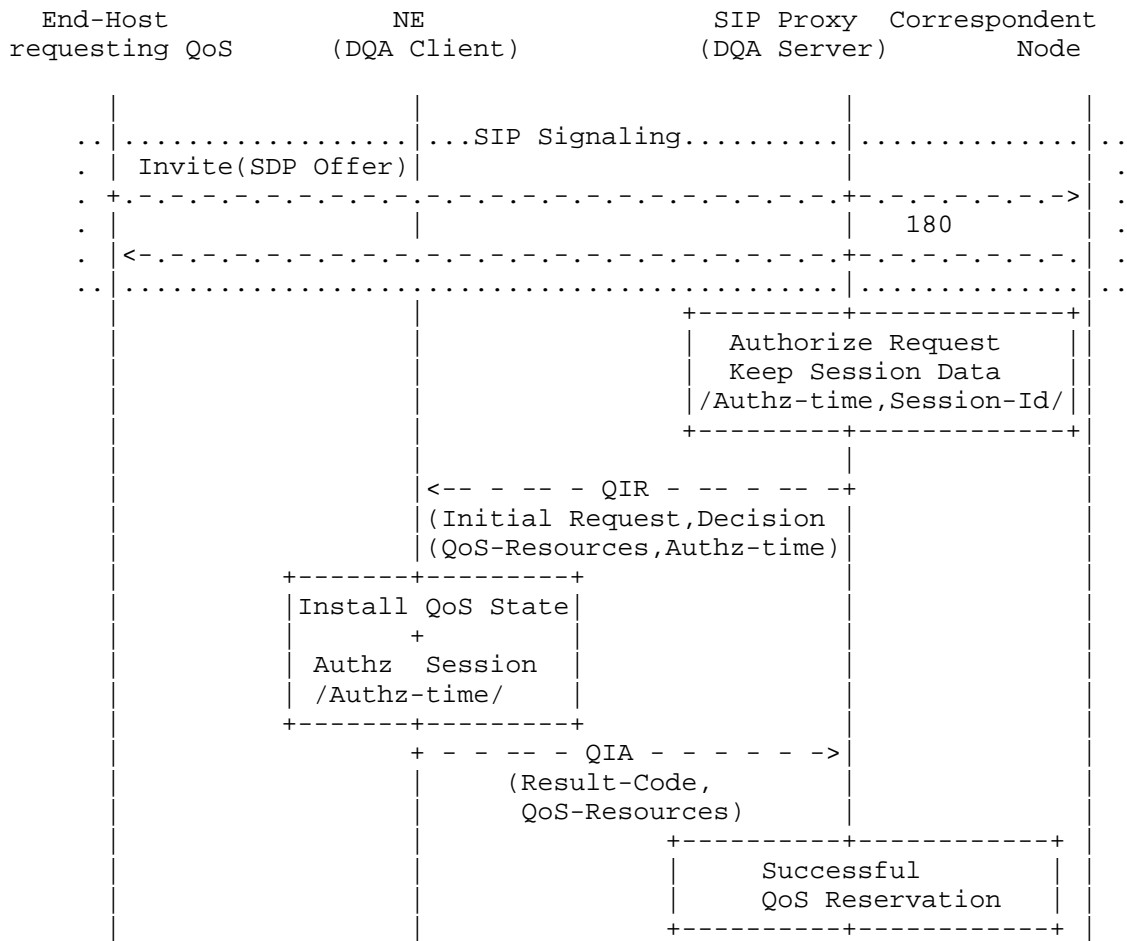 End-Host NE SIP Proxy Correspondent
requesting QoS (DQA Client) (DQA Server) Node
SIP Signaling
Invite(SDP Offer)
180
Authorize Request
Keep Session Data
/Authz-time,Session-Id/
QIR
(Initial Request,Decision
(QoS-Resources,Authz-time)
Install QoS State
+
Authz Session
/Authz-time/
QIA
(Result-Code,
QoS-Resources)
Successful
QoS Reservation